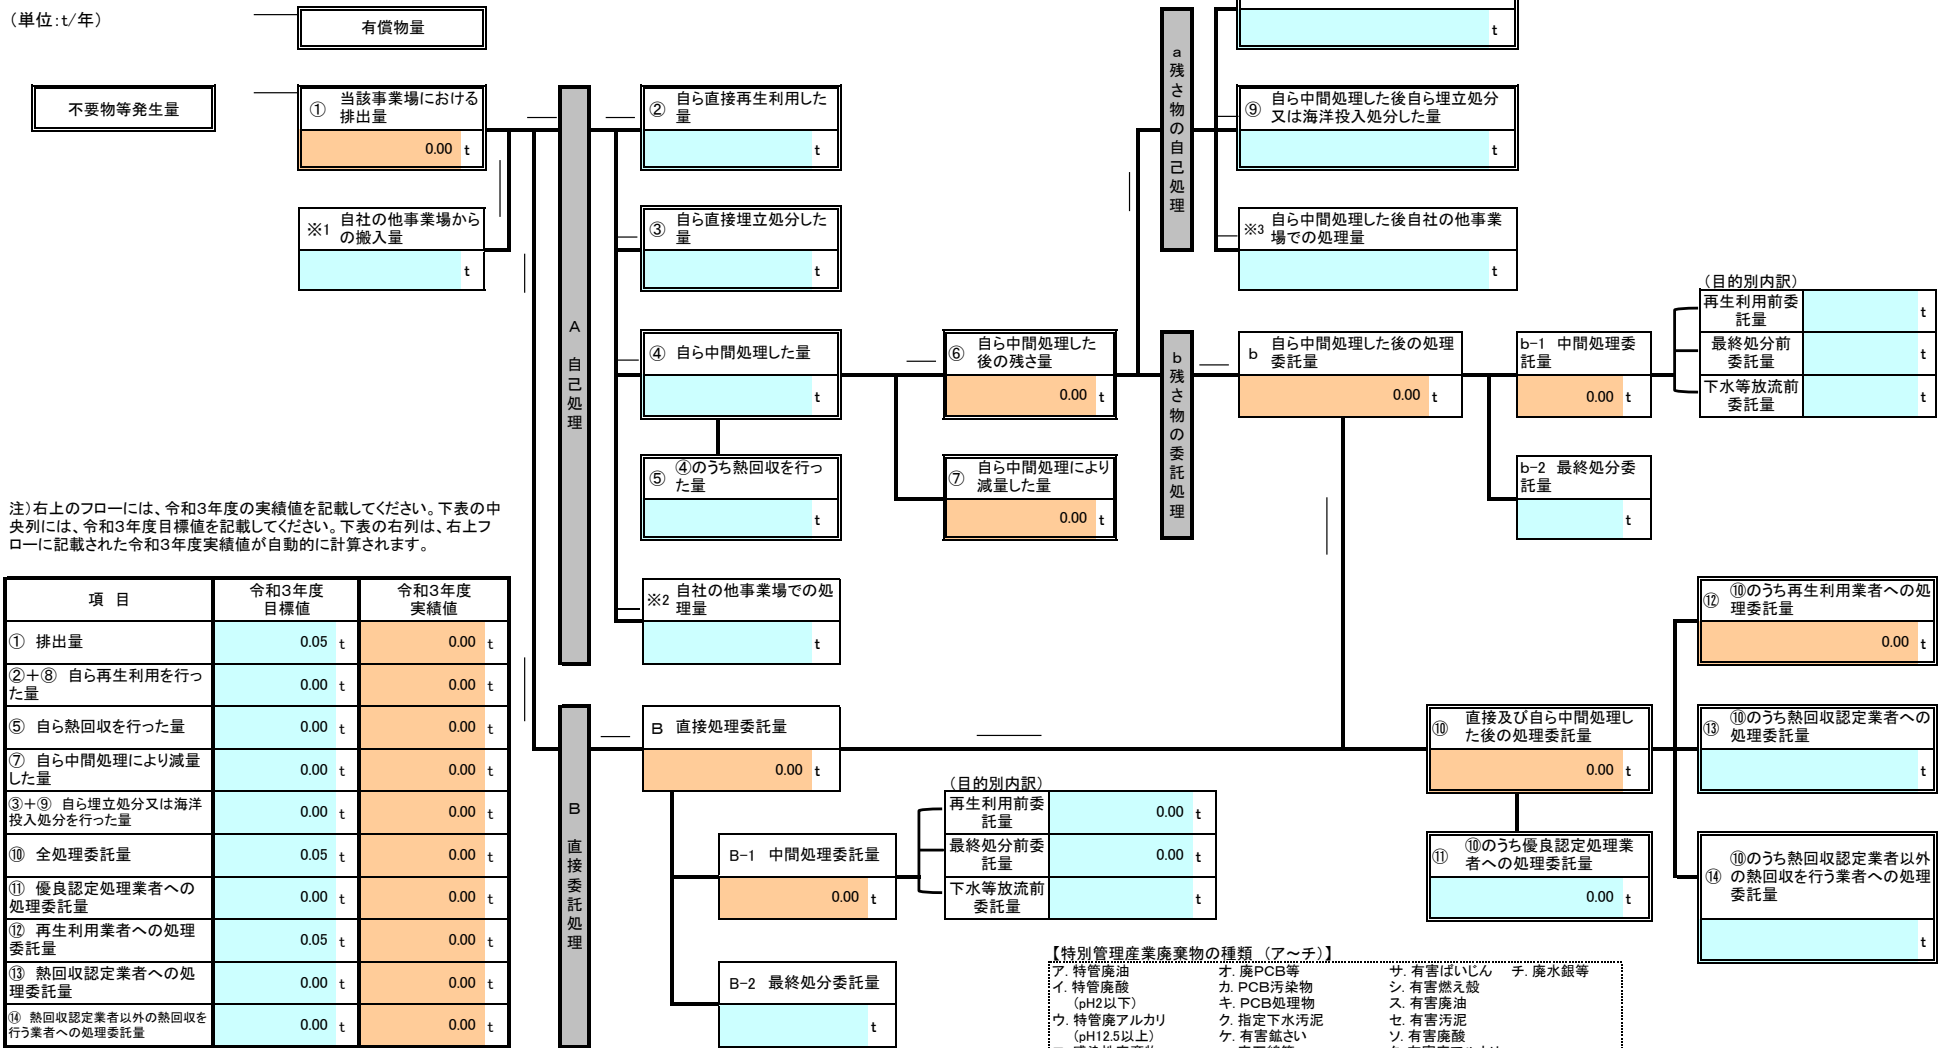 (単位:t/年)
有償物量
不要物等発生量
① 当該事業場における
排出量
0.00 t
※1 自社の他事業場から
の搬入量
t
A 自己処理
② 自ら直接再生利用した
量
t
③ 自ら直接埋立処分した
量
t
④ 自ら中間処理した量
t
⑤ ④のうち熱回収を行っ
た量
t
※2 自社の他事業場での処
理量
t
⑥ 自ら中間処理した
後の残さ量
0.00 t
⑦ 自ら中間処理により
減量した量
0.00 t
a 残さ物の自己処理
t
⑨ 自ら中間処理した後自ら埋立処分
又は海洋投入処分した量
t
※3 自ら中間処理した後自社の他事業
場での処理量
t
b 残さ物の委託処理
b 自ら中間処理した後の処理
委託量
0.00 t
b-1 中間処理委
託量
0.00 t
b-2 最終処分委
託量
t
(目的別内訳)
再生利用前委
託量
t
最終処分前
委託量
t
下水等放流前
委託量
t
注)右上のフローには、令和3年度の実績値を記載してください。下表の中
央列には、令和3年度目標値を記載してください。下表の右列は、右上フ
ローに記載された令和3年度実績値が自動的に計算されます。
項 目
令和3年度
目標値
令和3年度
実績値
① 排出量 0.05 t 0.00 t
②+⑧ 自ら再生利用を行っ
た量 0.00 t 0.00 t
⑤ 自ら熱回収を行った量 0.00 t 0.00 t
⑦ 自ら中間処理により減量
した量 0.00 t 0.00 t
③+⑨ 自ら埋立処分又は海洋
投入処分を行った量 0.00 t 0.00 t
⑩ 全処理委託量 0.05 t 0.00 t
⑪ 優良認定処理業者への
処理委託量 0.00 t 0.00 t
⑫ 再生利用業者への処理
委託量 0.05 t 0.00 t
⑬ 熱回収認定業者への処
理委託量 0.00 t 0.00 t
⑭ 熱回収認定業者以外の熱回収を
行う業者への処理委託量 0.00 t 0.00 t
B 直接委託処理
B 直接処理委託量
0.00 t
B-1 中間処理委託量
0.00 t
B-2 最終処分委託量
t
(目的別内訳)
再生利用前委
託量
0.00 t
最終処分前委
託量
0.00 t
下水等放流前
委託量
t
⑩ 直接及び自ら中間処理し
た後の処理委託量
0.00 t
⑪ ⑩のうち優良認定処理業
者への処理委託量
0.00 t
⑫ ⑩のうち再生利用業者への処
理委託量
0.00 t
⑬ ⑩のうち熱回収認定業者への
処理委託量
t
⑭ ⑩のうち熱回収認定業者以外
の熱回収を行う業者への処理
委託量
t
【特別管理産業廃棄物の種類 (ア~チ)】
ア. 特管廃油 オ. 廃PCB等 サ. 有害ばいじん チ. 廃水銀等
イ. 特管廃酸 カ. PCB汚染物 シ. 有害燃え殻
(pH2以下) キ. PCB処理物 ス. 有害廃油
ウ. 特管廃アルカリ ク. 指定下水汚泥 セ. 有害汚泥
(pH12.5以上) ケ. 有害鉱さい ソ. 有害廃酸